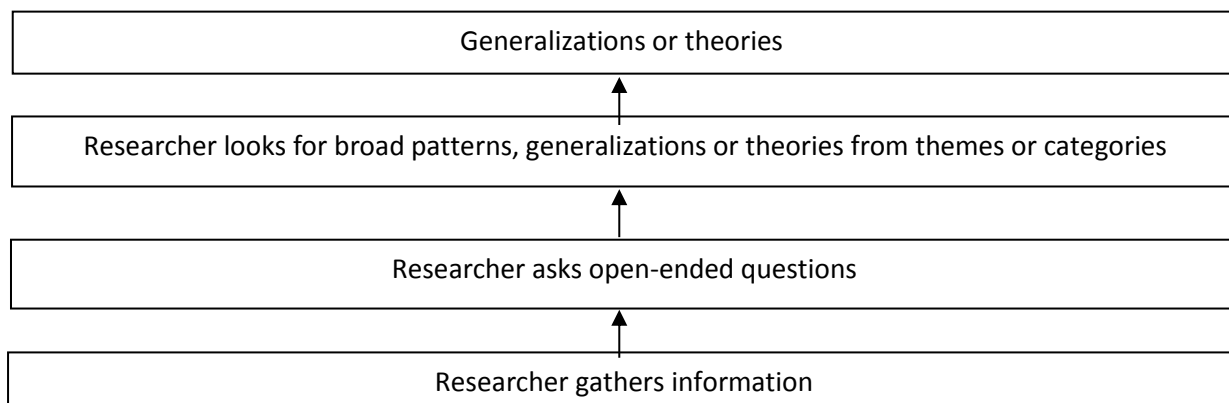 Generalizations or theories
Researcher looks for broad patterns, generalizations or theories from themes or categories
Researcher asks open-ended questions
Researcher gathers information